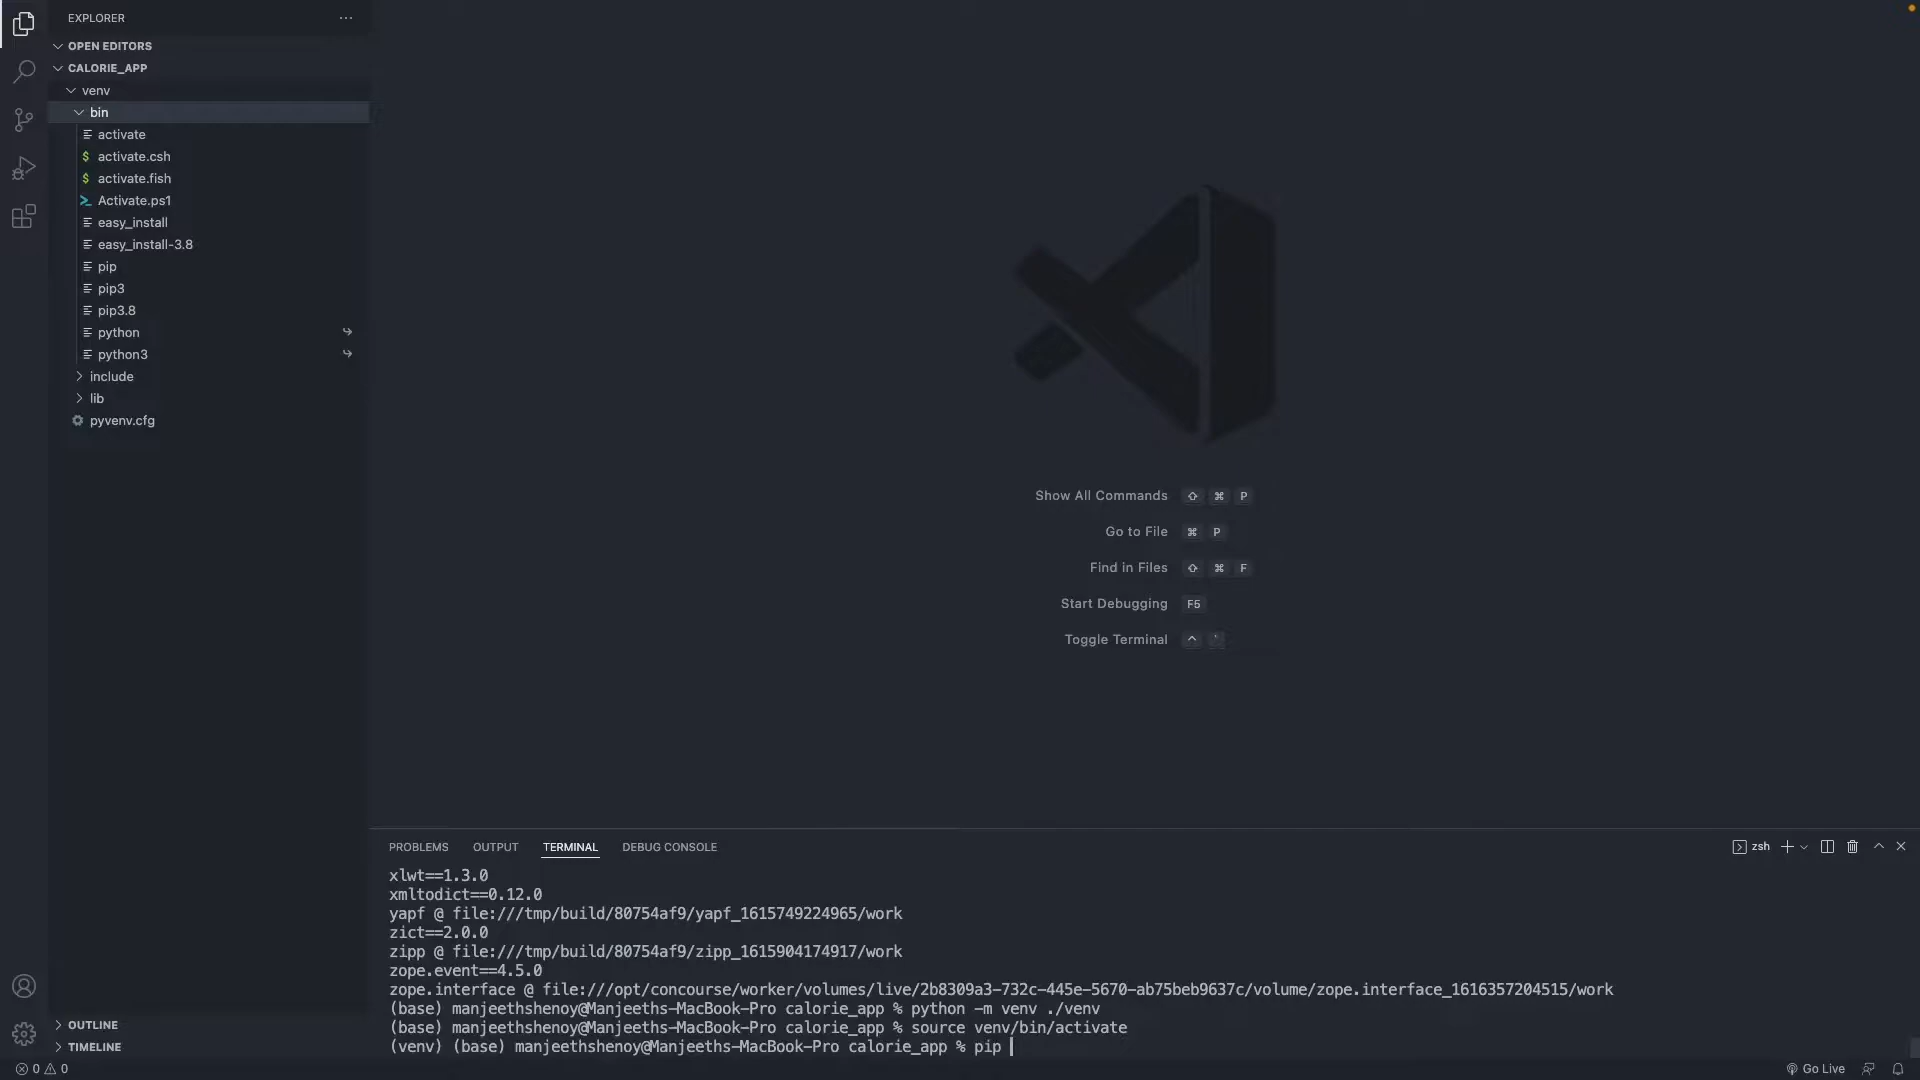 EXPLORER
OPEN EDITORS
CALORIE_APP
venv
bin
activate
$ activate.csh
$ activate.fish
Activate.ps1
easy_install
easy_install-3.8
pip
pip3
pip3.8
python
python3
include
lib
pyvenv.cfg
OUTLINE
TIMELINE
Show All Commands ⇧ ⌘ P
Go to File ⌘ P
Find in Files ⇧ ⌘ F
Start Debugging F5
Toggle Terminal ^ `
PROBLEMS OUTPUT TERMINAL DEBUG CONSOLE
zsh
xlwt==1.3.0
xmltodict==0.12.0
yapf @ file:///tmp/build/80754af9/yapf_1615749224965/work
zict==2.0.0
zipp @ file:///tmp/build/80754af9/zipp_1615904174917/work
zope.event==4.5.0
zope.interface @ file:///opt/concourse/worker/volumes/live/2b8309a3-732c-445e-5670-ab75beb9637c/volume/zope.interface_1616357204515/work
(base) manjeethshenoy@Manjeeths-MacBook-Pro calorie_app % python -m venv ./venv
(base) manjeethshenoy@Manjeeths-MacBook-Pro calorie_app % source venv/bin/activate
(venv) (base) manjeethshenoy@Manjeeths-MacBook-Pro calorie_app % pip
0 0
Go Live